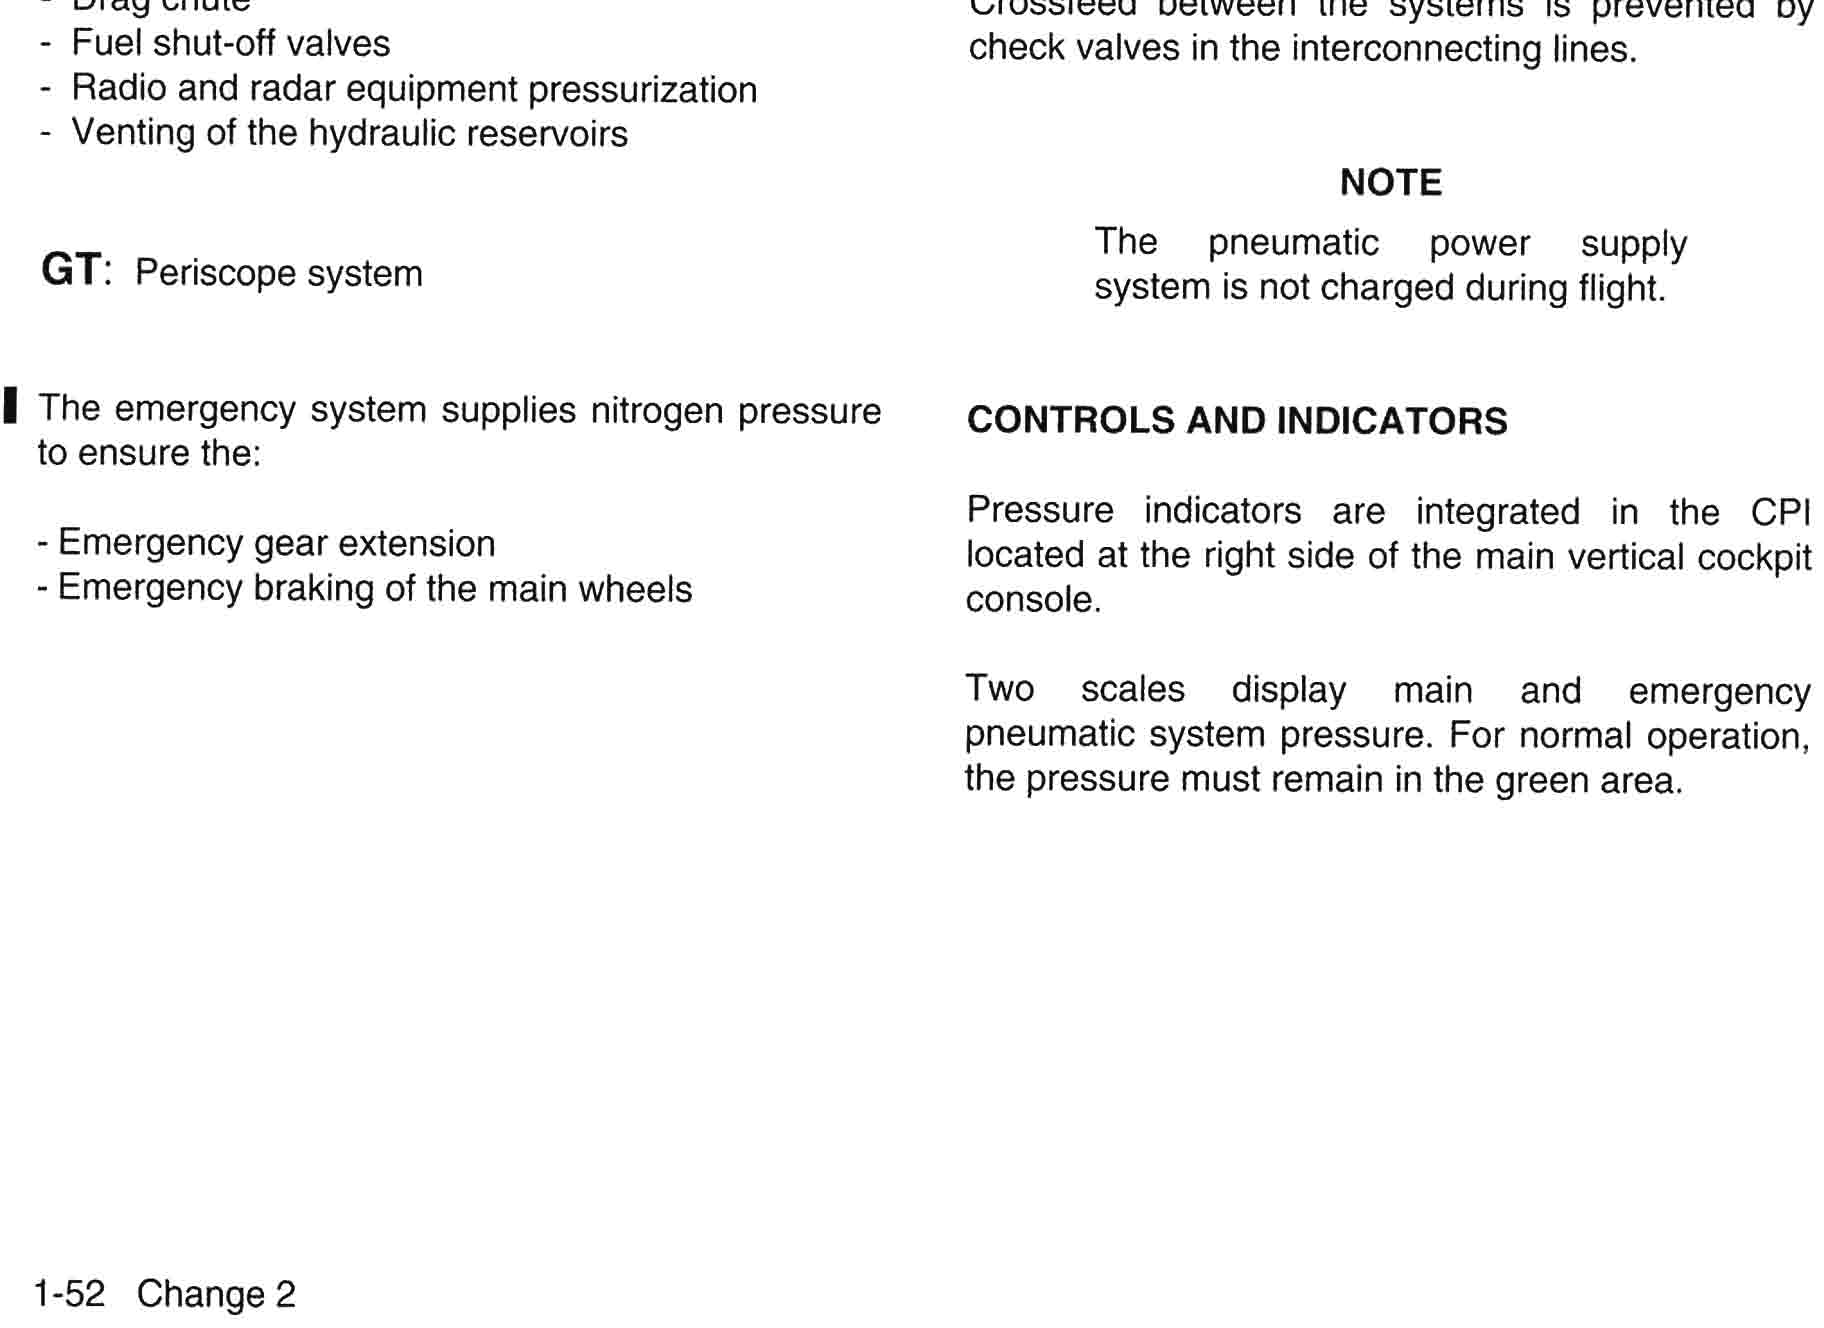 - Drag chute
- Fuel shut-off valves
- Radio and radar equipment pressurization
- Venting of the hydraulic reservoirs
GT: Periscope system
The emergency system supplies nitrogen pressure
to ensure the:
- Emergency gear extension
- Emergency braking of the main wheels
Crossfeed between the systems is prevented by
check valves in the interconnecting lines.
NOTE
The pneumatic power supply
system is not charged during flight.
CONTROLS AND INDICATORS
Pressure indicators are integrated in the CPI
located at the right side of the main vertical cockpit
console.
Two scales display main and emergency
pneumatic system pressure. For normal operation,
the pressure must remain in the green area.
1-52 Change 2